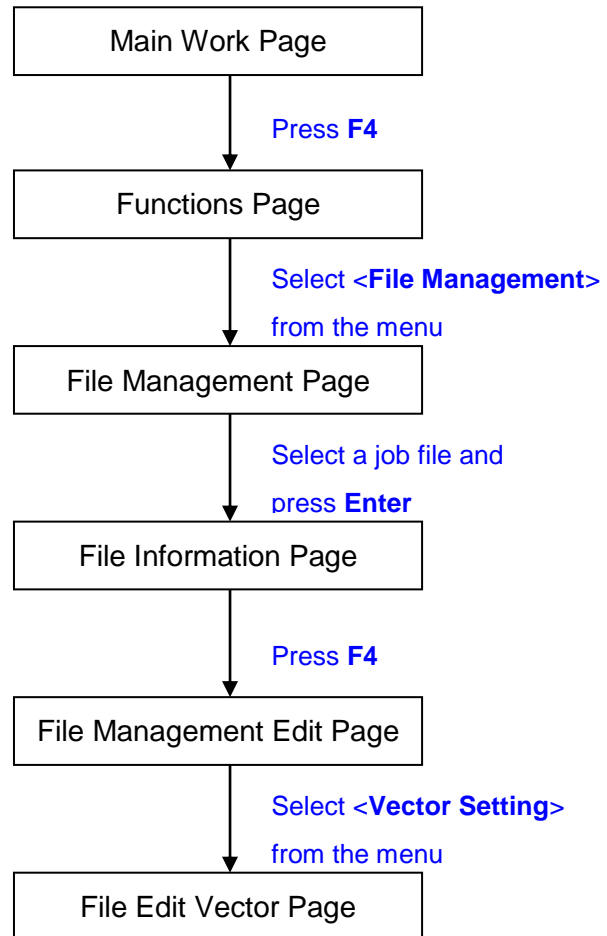 Main Work Page
Press F4
Functions Page
Select <File Management>
from the menu
File Management Page
Select a job file and
press Enter
File Information Page
Press F4
File Management Edit Page
Select <Vector Setting>
from the menu
File Edit Vector Page